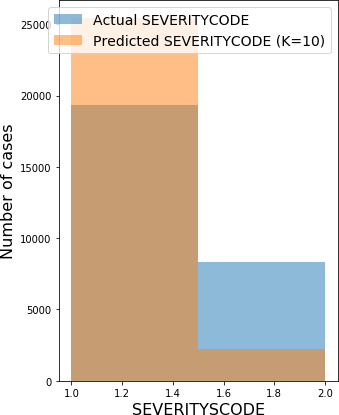 Actual SEVERITYCODE
Predicted SEVERITYCODE (K=10)
25000
20000
15000
10000
5000
0
Number of cases
1.0 1.2 1.4 1.6 1.8 2.0
SEVERITYSCODE